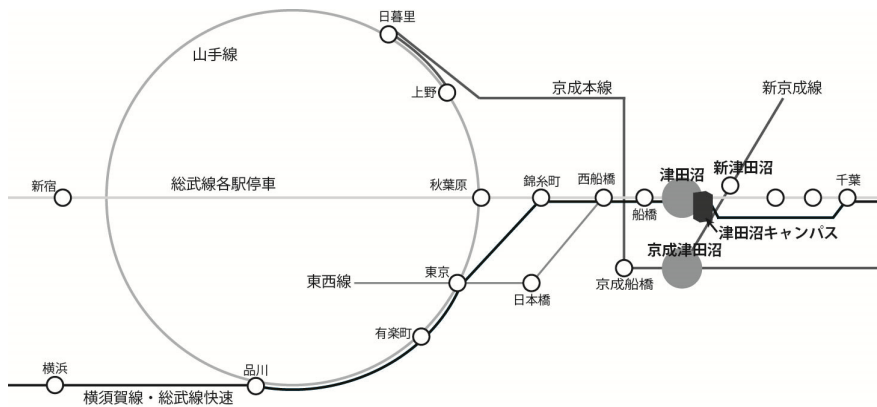 日暮里
山手線
上野
京成本線
新京成線
新宿
総武線各駅停車
秋葉原
錦糸町
西船橋
船橋
津田沼
新津田沼
千葉
津田沼キャンパス
京成津田沼
京成船橋
東西線
東京
日本橋
有楽町
横浜
品川
横須賀線・総武線快速